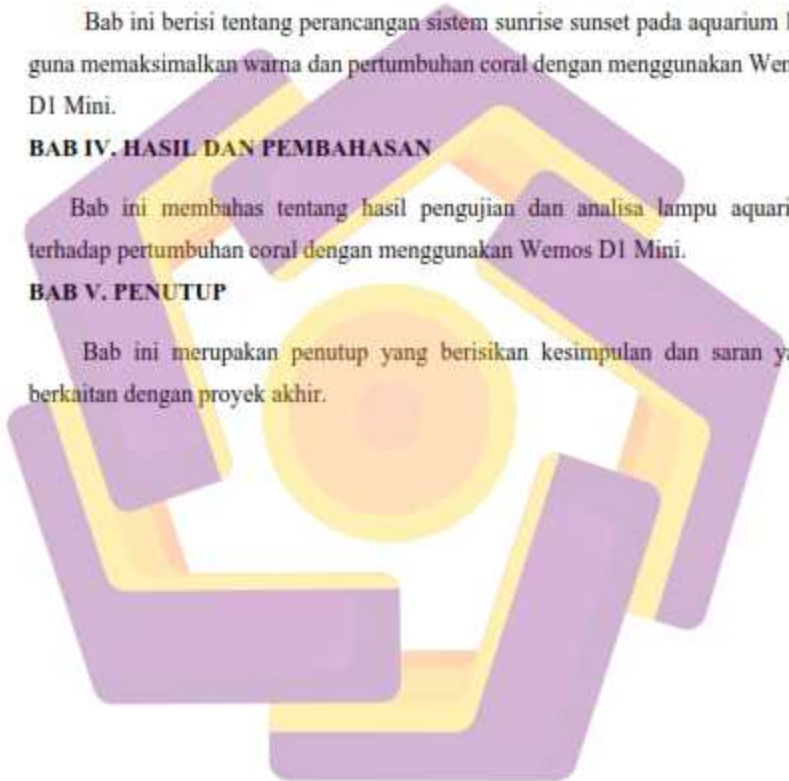 Bab ini berisi tentang perancangan sistem sunrise sunset pada aquarium l
guna memaksimalkan warna dan pertumbuhan coral dengan menggunakan Wem
D1 Mini.
BAB IV. HASIL DAN PEMBAHASAN
Bab ini membahas tentang hasil pengujian dan analisa lampu aquari
terhadap pertumbuhan coral dengan menggunakan Wemos D1 Mini.
BAB V. PENUTUP
Bab ini merupakan penutup yang berisikan kesimpulan dan saran ya
berkaitan dengan proyek akhir.